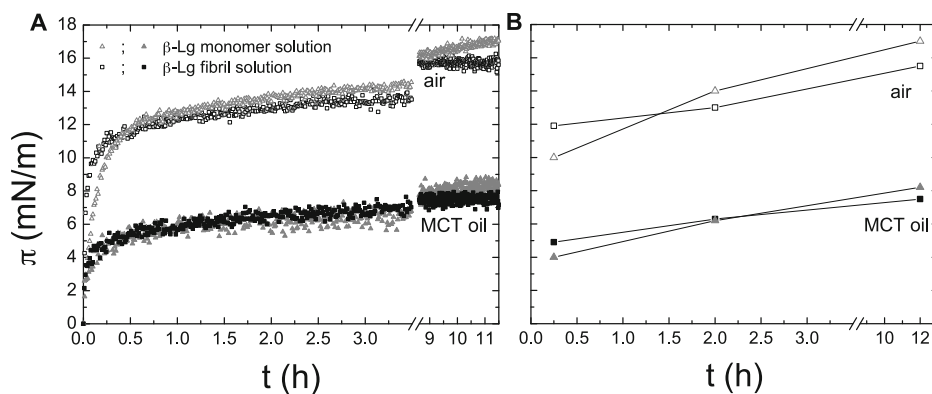 A
B
18
16
14
12
10
8
6
4
2
0
π (mN/m)
; β-Lg monomer solution
; β-Lg fibril solution
air
MCT oil
0.0 0.5 1.0 1.5 2.0 2.5 3.0 9 10 11
t (h)
air
MCT oil
0.0 0.5 1.0 1.5 2.0 2.5 3.0 10 12
t (h)